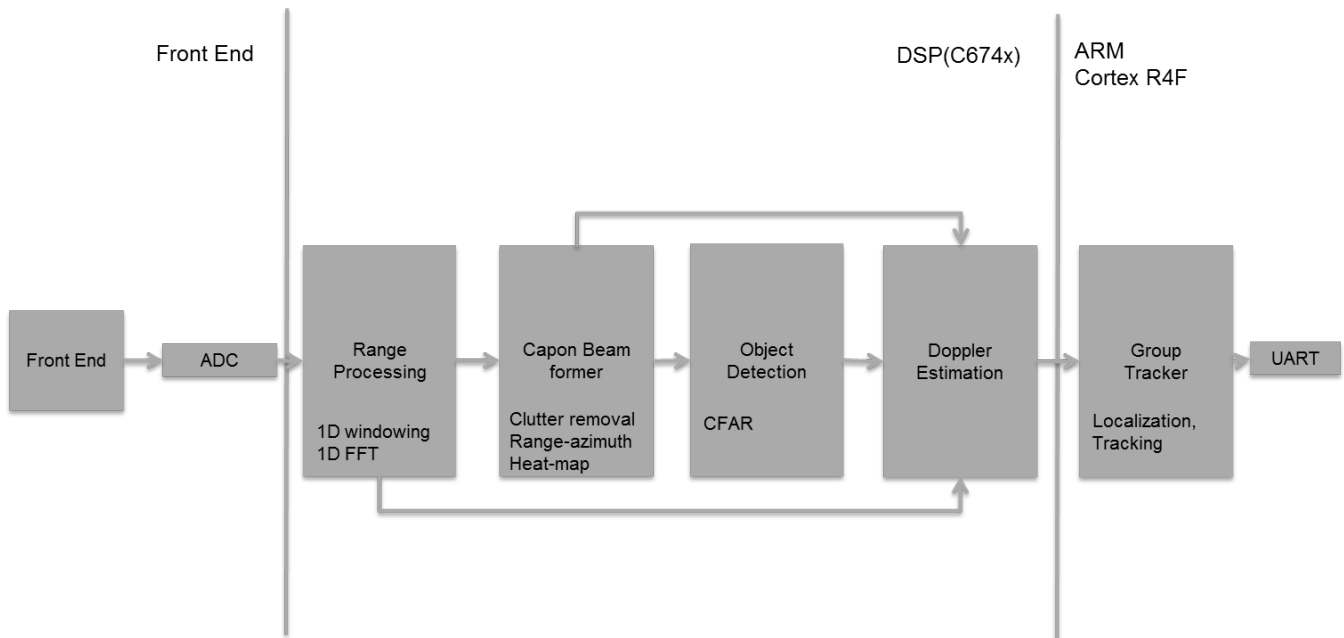 Front End
DSP(C674x)
ARM
Cortex R4F
Front End
ADC
Range
Processing
1D windowing
1D FFT
Capon Beam
former
Clutter removal
Range-azimuth
Heat-map
Object
Detection
CFAR
Doppler
Estimation
Group
Tracker
Localization,
Tracking
UART